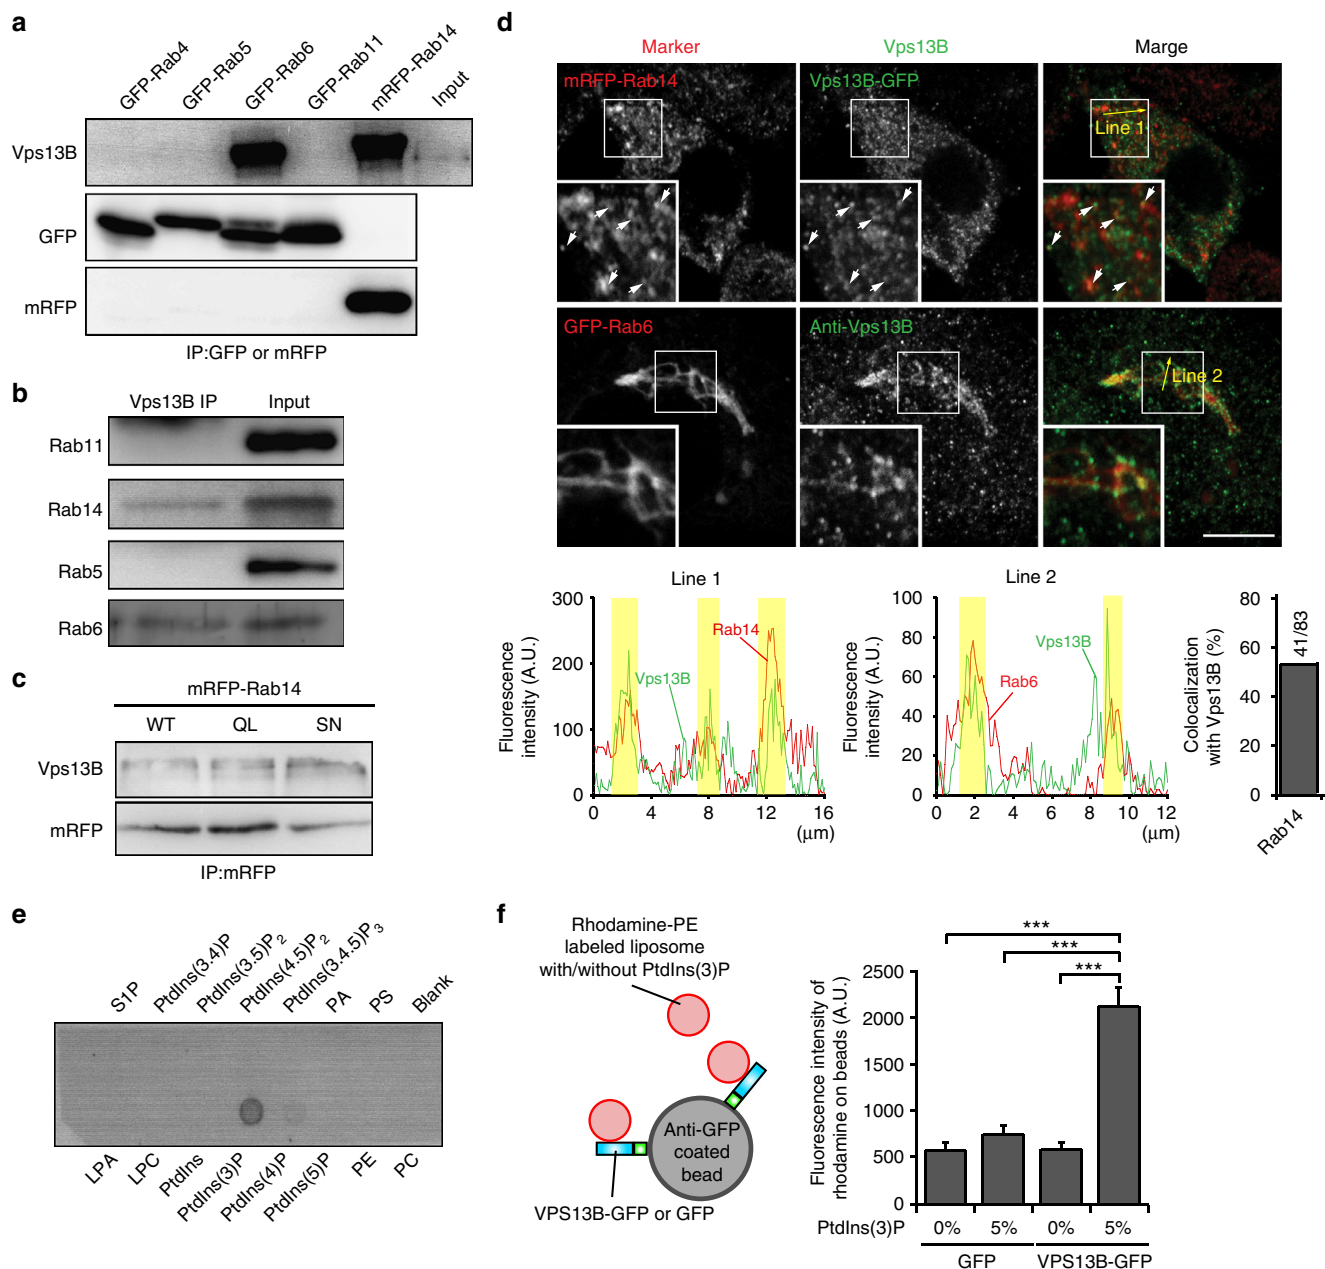 a
GFP-Rab4
GFP-Rab5
GFP-Rab6
GFP-Rab11
mRFP-Rab14
Input
Vps13B
GFP
mRFP
IP:GFP or mRFP
b
Vps13B IP
Input
Rab11
Rab14
Rab5
Rab6
c
mRFP-Rab14
WT QL SN
Vps13B
mRFP
IP:mRFP
d
Marker
Vps13B
Marge
mRFP-Rab14
Vps13B-GFP
Line 1
GFP-Rab6
Anti-Vps13B
Line 2
Line 1
Fluorescence
intensity (A.U.)
300
200
100
0
Rab14
Vps13B
0 4 8 12 16
(μm)
Line 2
Fluorescence
intensity (A.U.)
100
80
60
40
20
0
Vps13B
Rab6
0 2 4 6 8 10 12
(μm)
Colocalization
with Vps13B (%)
80
60
40
20
0
41/83
Rab14
e
S1P
PtdIns(3.4)P
PtdIns(3.5)P2
PtdIns(4.5)P2
PtdIns(3.4.5)P3
PA
PS
Blank
LPA
LPC
PtdIns
PtdIns(3)P
PtdIns(4)P
PtdIns(5)P
PE
PC
f
Rhodamine-PE
labeled liposome
with/without PtdIns(3)P
Anti-GFP
coated
bead
VPS13B-GFP or GFP
Fluorescence intensity of
rhodamine on beads (A.U.)
2500
2000
1500
1000
500
0
***
***
***
PtdIns(3)P 0% 5% 0% 5%
GFP VPS13B-GFP